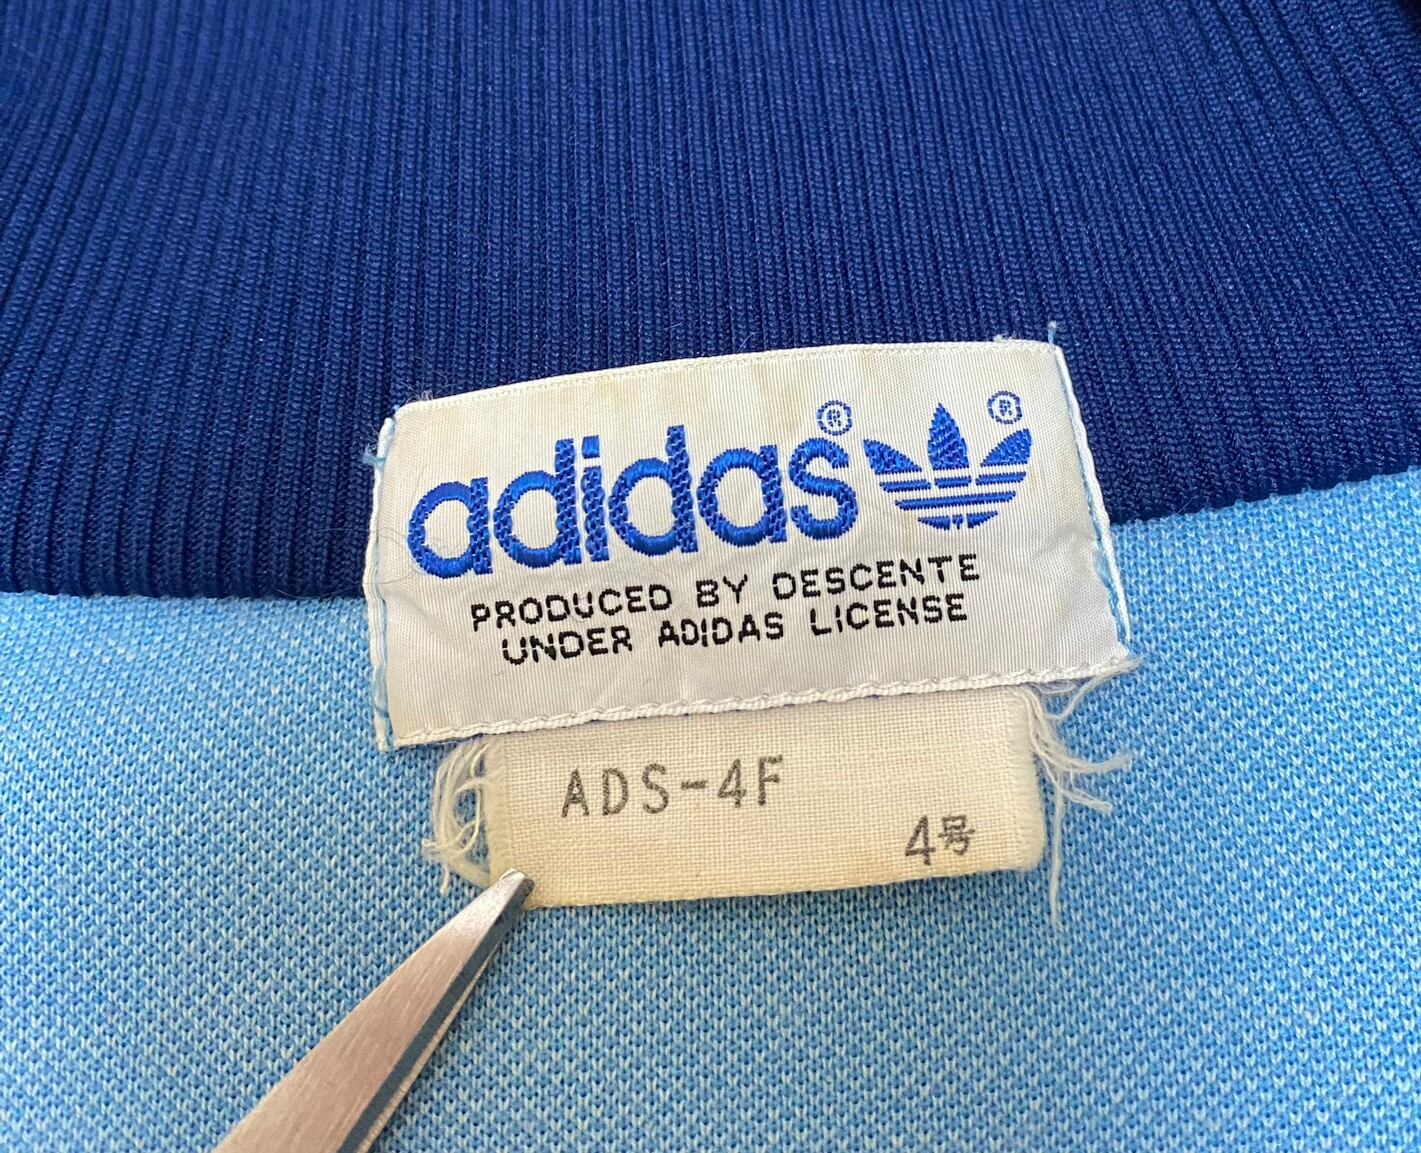 adidas® ®
PRODUCED BY DESCENTE
UNDER ADIDAS LICENSE
ADS-4F
4号